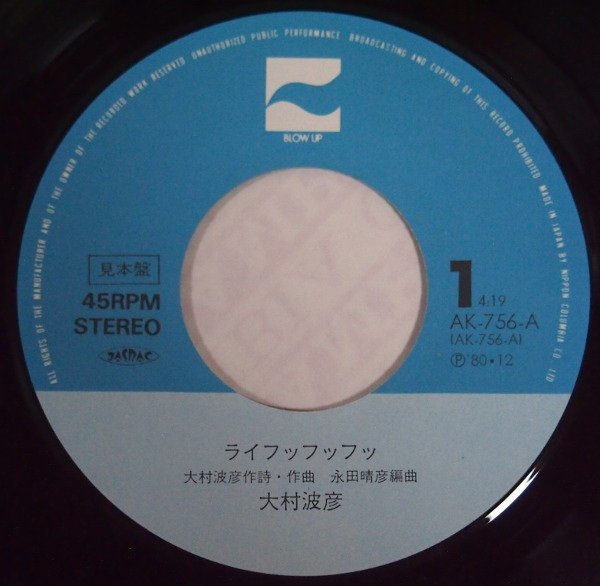 ALL RIGHTS OF THE MANUFACTURER AND OF THE OWNER OF THE RECORDED WORK RESERVED UNAUTHORIZED PUBLIC PERFORMANCE BROADCASTING AND COPYING OF THIS RECORD PROHIBITED MADE IN JAPAN BY NIPPON COLUMBIA CO., LTD
BLOW UP
見本盤
45RPM
STEREO
JASRAC
1 4:19
AK-756-A
(AK-756-A)
Ⓟ'80・12
ライフッフッフッ
大村波彦作詩・作曲 永田晴彦編曲
大村波彦